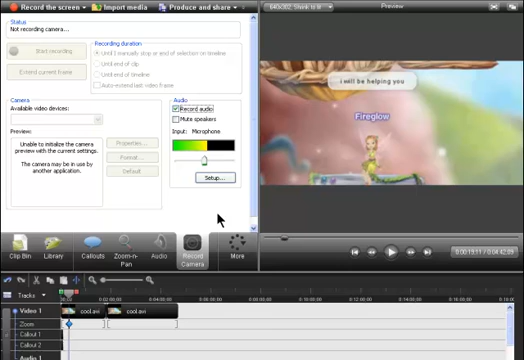 Record the screen
Import media
Produce and share
640x302, Shrink to fit
Preview
Status
Not recording camera...
Start recording
Extend current frame
Recording duration
Until I manually stop or end of selection on timeline
Until end of clip
Until end of timeline
Auto-extend last video frame
Camera
Available video devices:
Preview:
Unable to initialize the camera
preview with the current settings.
The camera may be in use by
another application.
Properties...
Format...
Default
Audio
Record audio
Mute speakers
Input: Microphone
Setup...
i will be helping you
Fireglow
Clip Bin
Library
Callouts
Zoom-n-
Pan
Audio
Record
Camera
More
Tracks
Video 1
cool.avi
cool.avi
Zoom
Callout 1
Callout 2
Audio 1